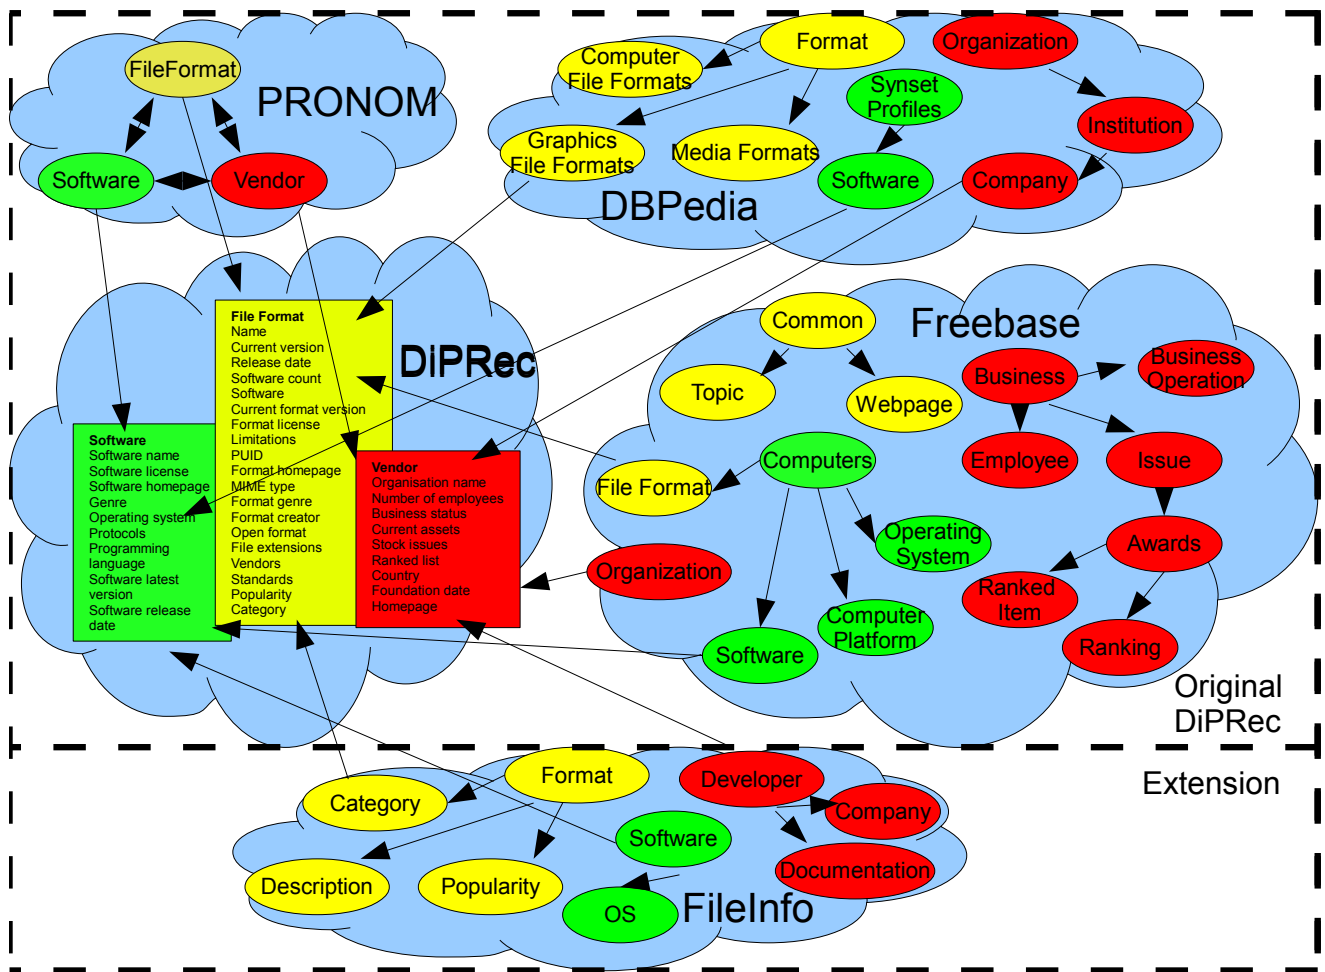 FileFormat
PRONOM
Software
Vendor
Computer
File Formats
Format
Organization
Synset
Profiles
Institution
Graphics
File Formats
Media Formats
Software
Company
DBPedia
DiPRec
File Format
Name
Current version
Release date
Software count
Software
Current format version
Format license
Limitations
PUID
Format homepage
MIME type
Format genre
Format creator
Open format
File extensions
Vendors
Standards
Popularity
Category
Software
Software name
Software license
Software homepage
Genre
Operating system
Protocols
Programming
language
Software latest
version
Software release
date
Vendor
Organisation name
Number of employees
Business status
Current assets
Stock issues
Ranked list
Country
Foundation date
Homepage
Common
Freebase
Topic
Webpage
Business
Business
Operation
File Format
Computers
Employee
Issue
Operating
System
Awards
Organization
Ranked
Item
Computer
Platform
Software
Ranking
Original
DiPRec
Extension
Format
Developer
Category
Company
Software
Description
Popularity
Documentation
OS
FileInfo